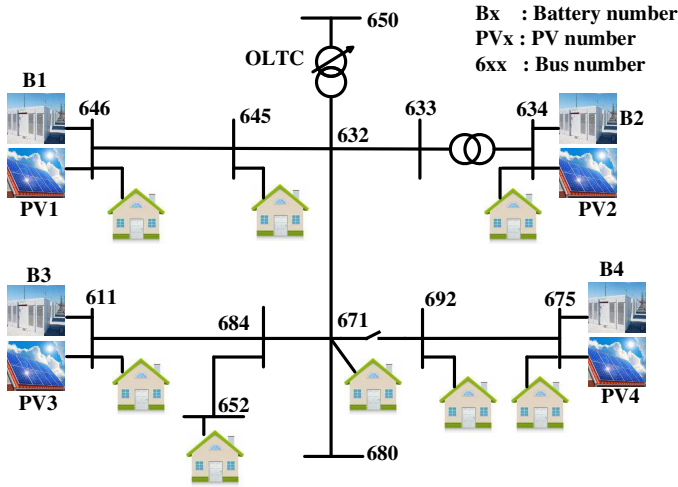 650
Bx : Battery number
PVx : PV number
6xx : Bus number
OLTC
B1
646
645
632
633
634
B2
PV1
PV2
B3
611
684
671
692
675
B4
PV3
652
PV4
680